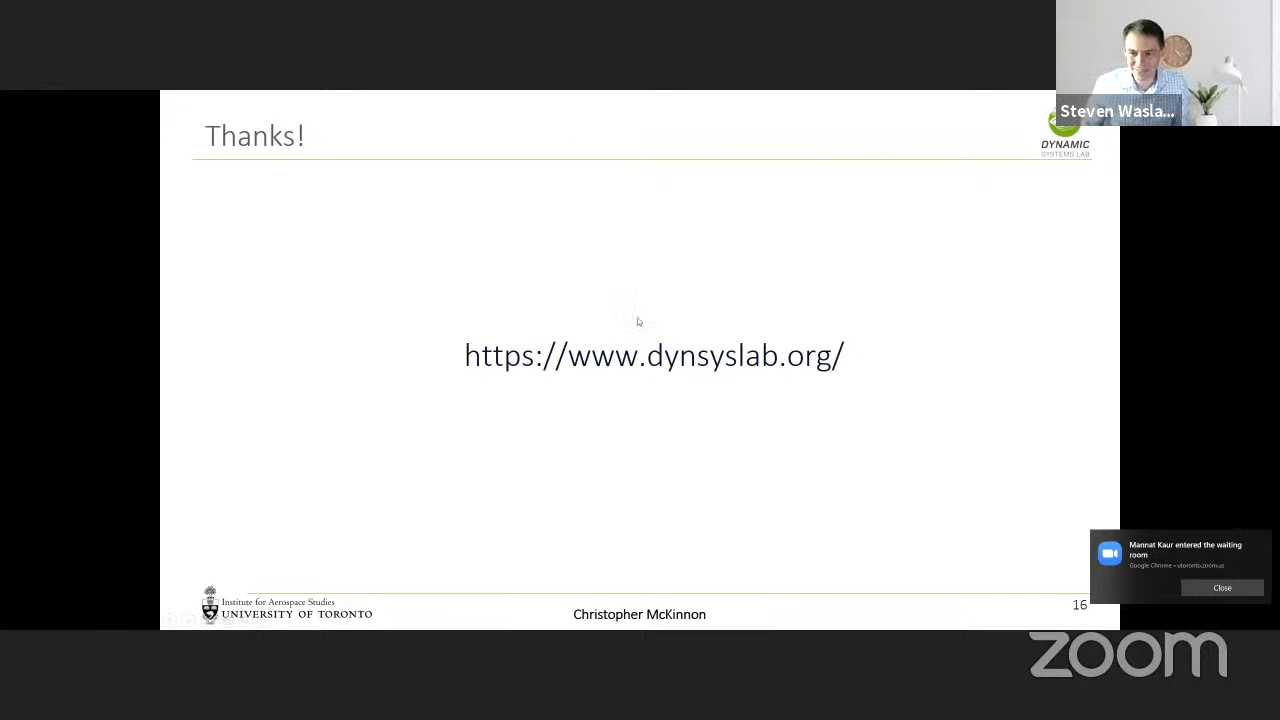 Steven Wasla...
Thanks!
DYNAMIC
SYSTEMS LAB
https://www.dynsyslab.org/
Mannat Kaur entered the waiting
room
Google Chrome • utoronto.zoom.us
Close
Institute for Aerospace Studies
UNIVERSITY OF TORONTO
Christopher McKinnon
16
zoom